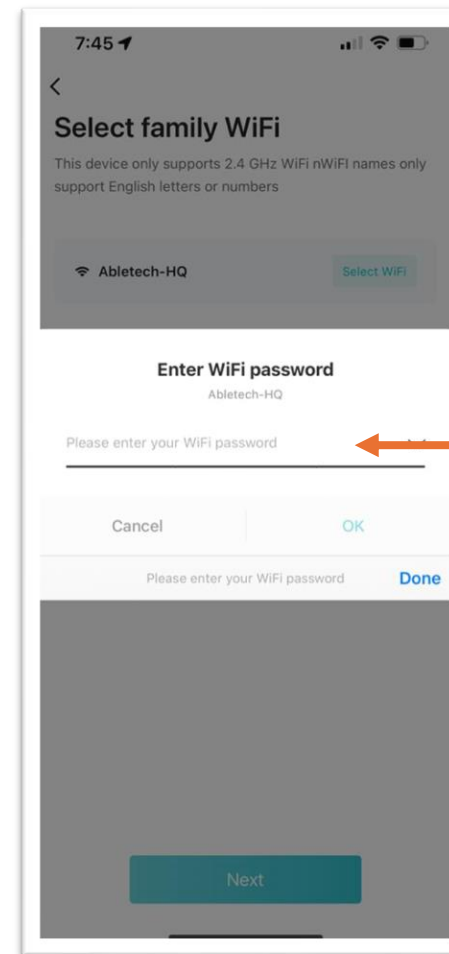 7:45
Select family WiFi
This device only supports 2.4 GHz WiFi nWiFI names only
support English letters or numbers
Abletech-HQ
Select WiFi
Enter WiFi password
Abletech-HQ
Please enter your WiFi password
Cancel
OK
Please enter your WiFi password
Done
Next